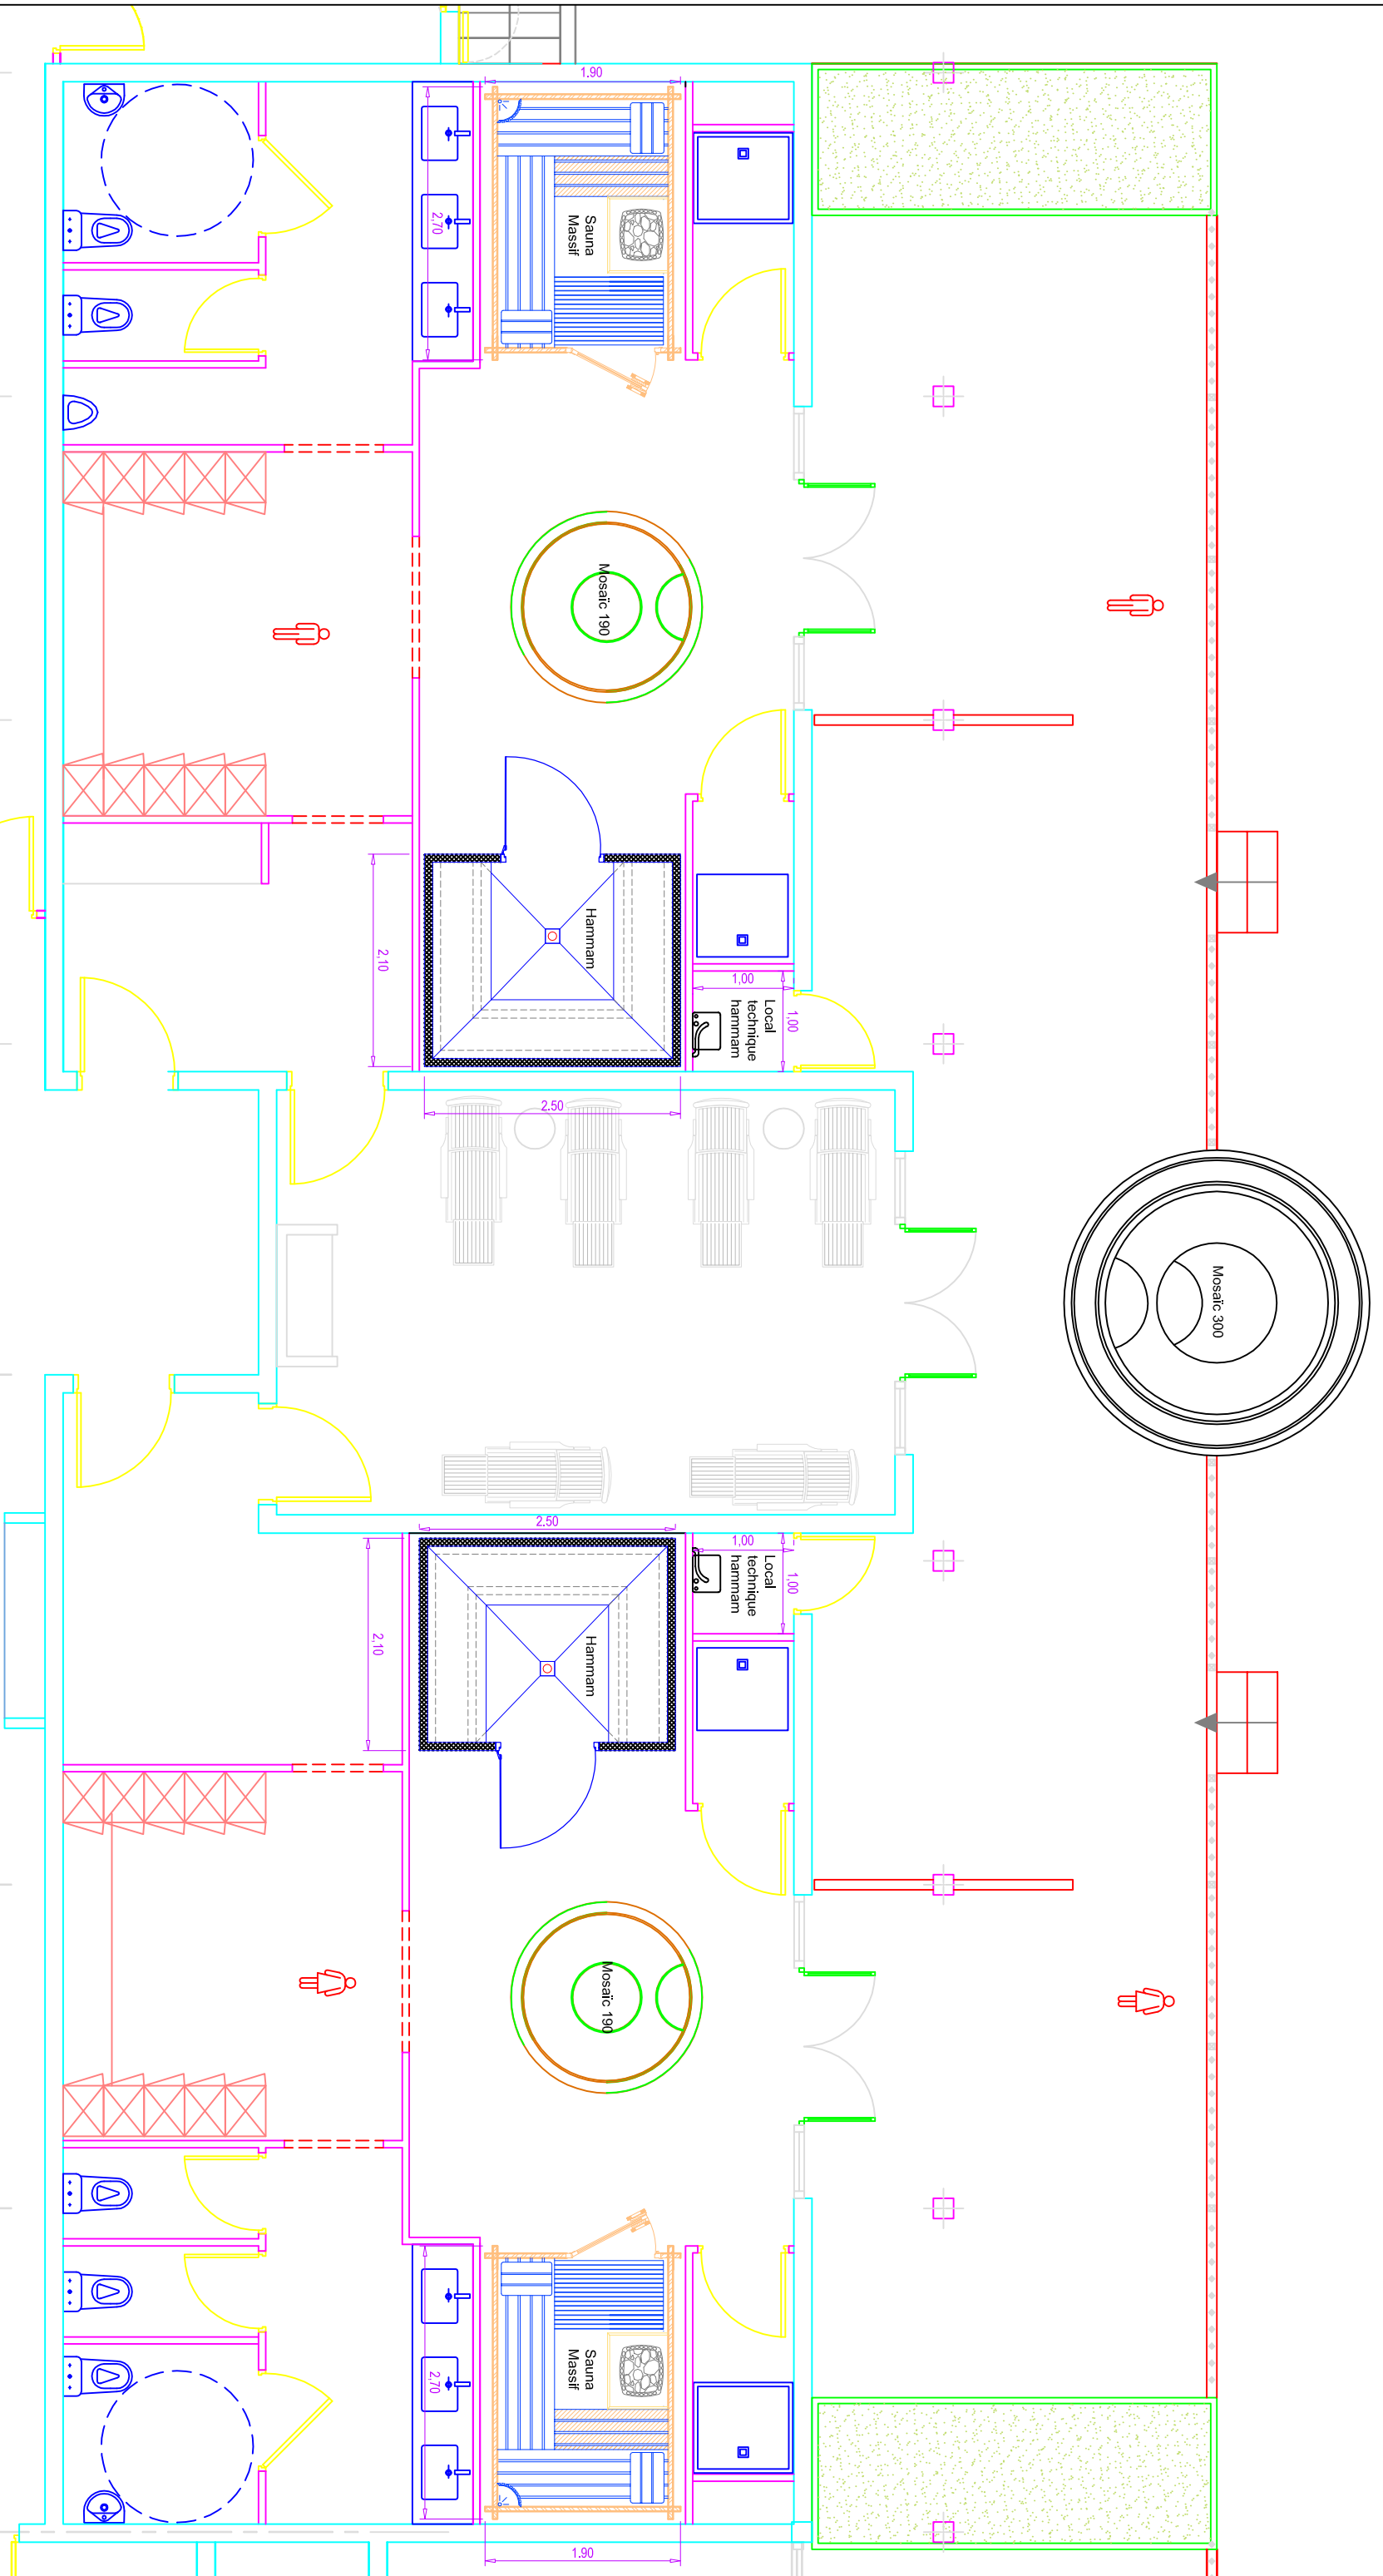 1.90
2,70
Sauna
Massif
Mosaïc 190
Hammam
2,10
1,00
1,00
Local
technique
hammam
2.50
Mosaïc 300
2.50
1,00
1,00
Local
technique
hammam
Hammam
2,10
Mosaïc 190
Sauna
Massif
2,70
1.90